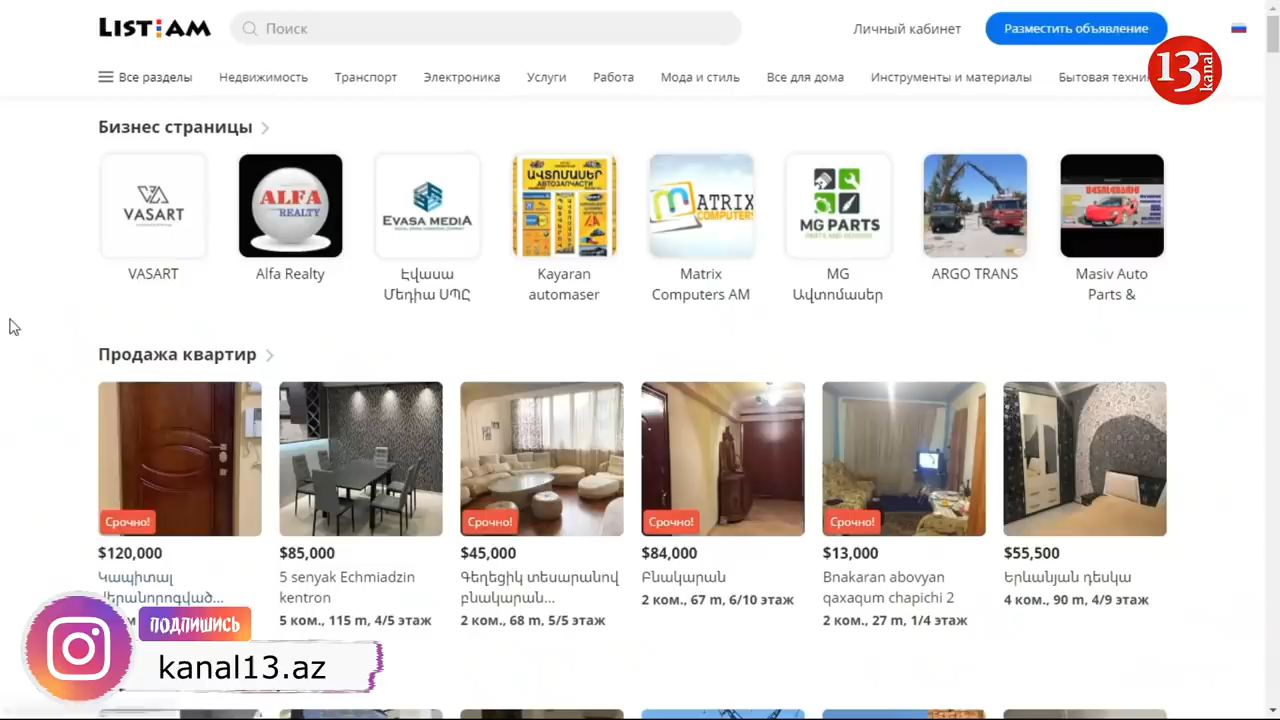 LIST:AM
Поиск
Личный кабинет
Разместить объявление
13 kanal
Все разделы Недвижимость Транспорт Электроника Услуги Работа Мода и стиль Все для дома Инструменты и материалы Бытовая техни
Бизнес страницы
VASART
ALFA
REALTY
EVASA MEDIA
ԱՎՏՈՄԱՍԵՐ
АВТОЗАПЧАСТИ
MATRIX
COMPUTERS
MG PARTS
VASART
Alfa Realty
Էվասա
Մեդիա ՍՊԸ
Kayaran
automaser
Matrix
Computers AM
MG
Ավտոմասեր
ARGO TRANS
Masiv Auto
Parts &
Продажа квартир
Срочно!
Срочно!
Срочно!
Срочно!
$120,000
Կապիտալ
վերանորոգված...
$85,000
5 senyak Echmiadzin
kentron
5 ком., 115 m, 4/5 этаж
$45,000
Գեղեցիկ տեսարանով
բնակարան...
2 ком., 68 m, 5/5 этаж
$84,000
Բնակարան
2 ком., 67 m, 6/10 этаж
$13,000
Bnakaran abovyan
qaxaqum chapichi 2
2 ком., 27 m, 1/4 этаж
$55,500
Երևանյան դեսկա
4 ком., 90 m, 4/9 этаж
ПОДПИШИСЬ
kanal13.az